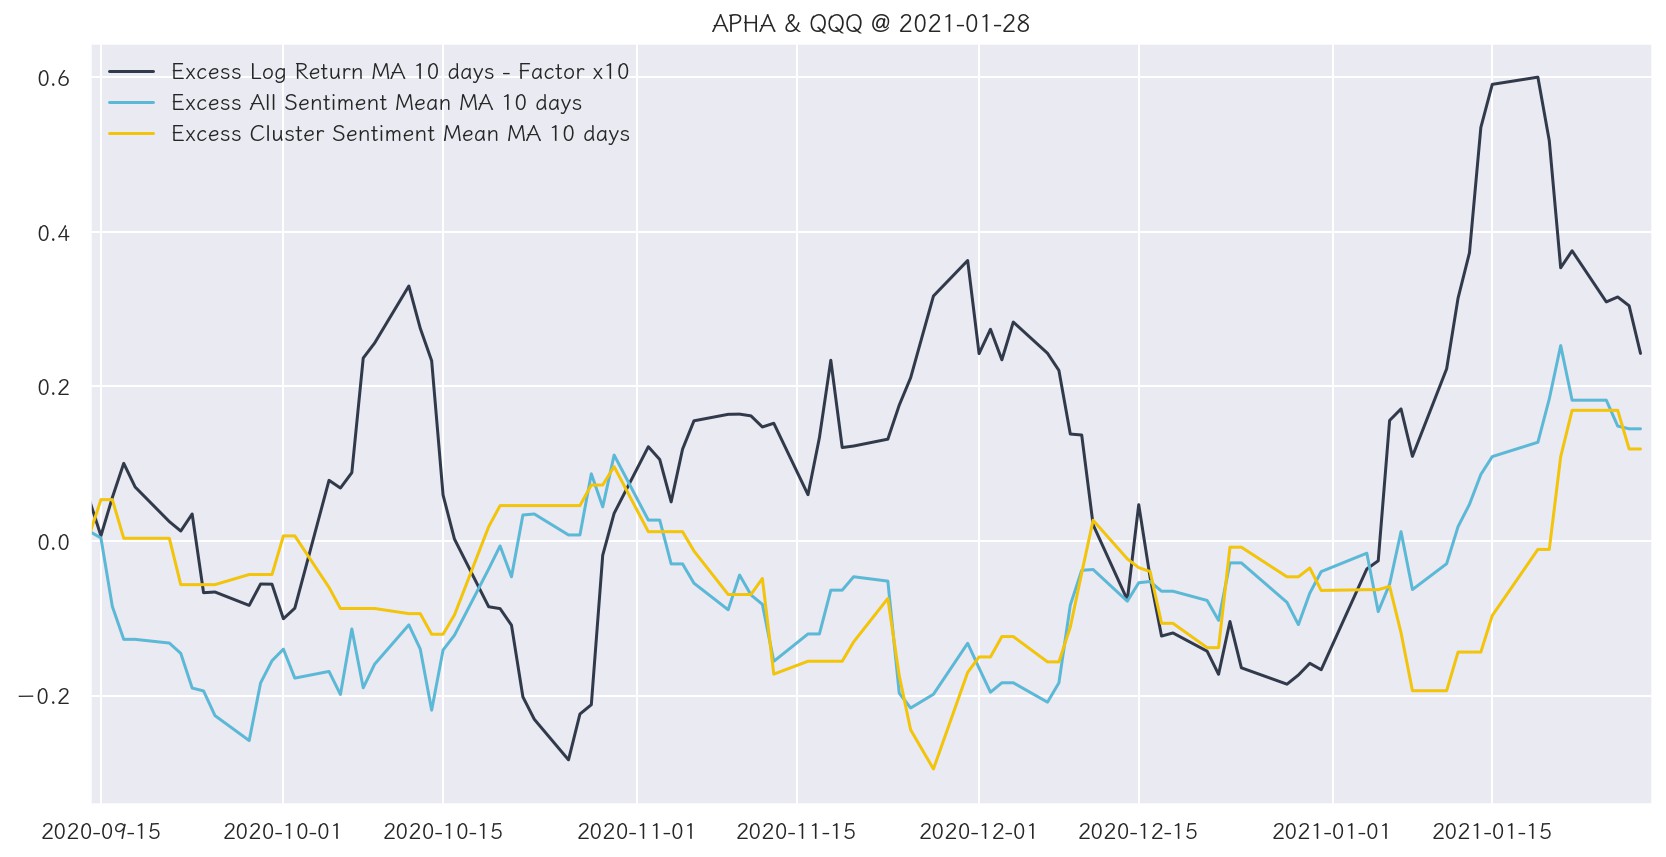 APHA & QQQ @ 2021-01-28
Excess Log Return MA 10 days - Factor x10
Excess All Sentiment Mean MA 10 days
Excess Cluster Sentiment Mean MA 10 days
0.6
0.4
0.2
0.0
−0.2
2020-09-15 2020-10-01 2020-10-15 2020-11-01 2020-11-15 2020-12-01 2020-12-15 2021-01-01 2021-01-15